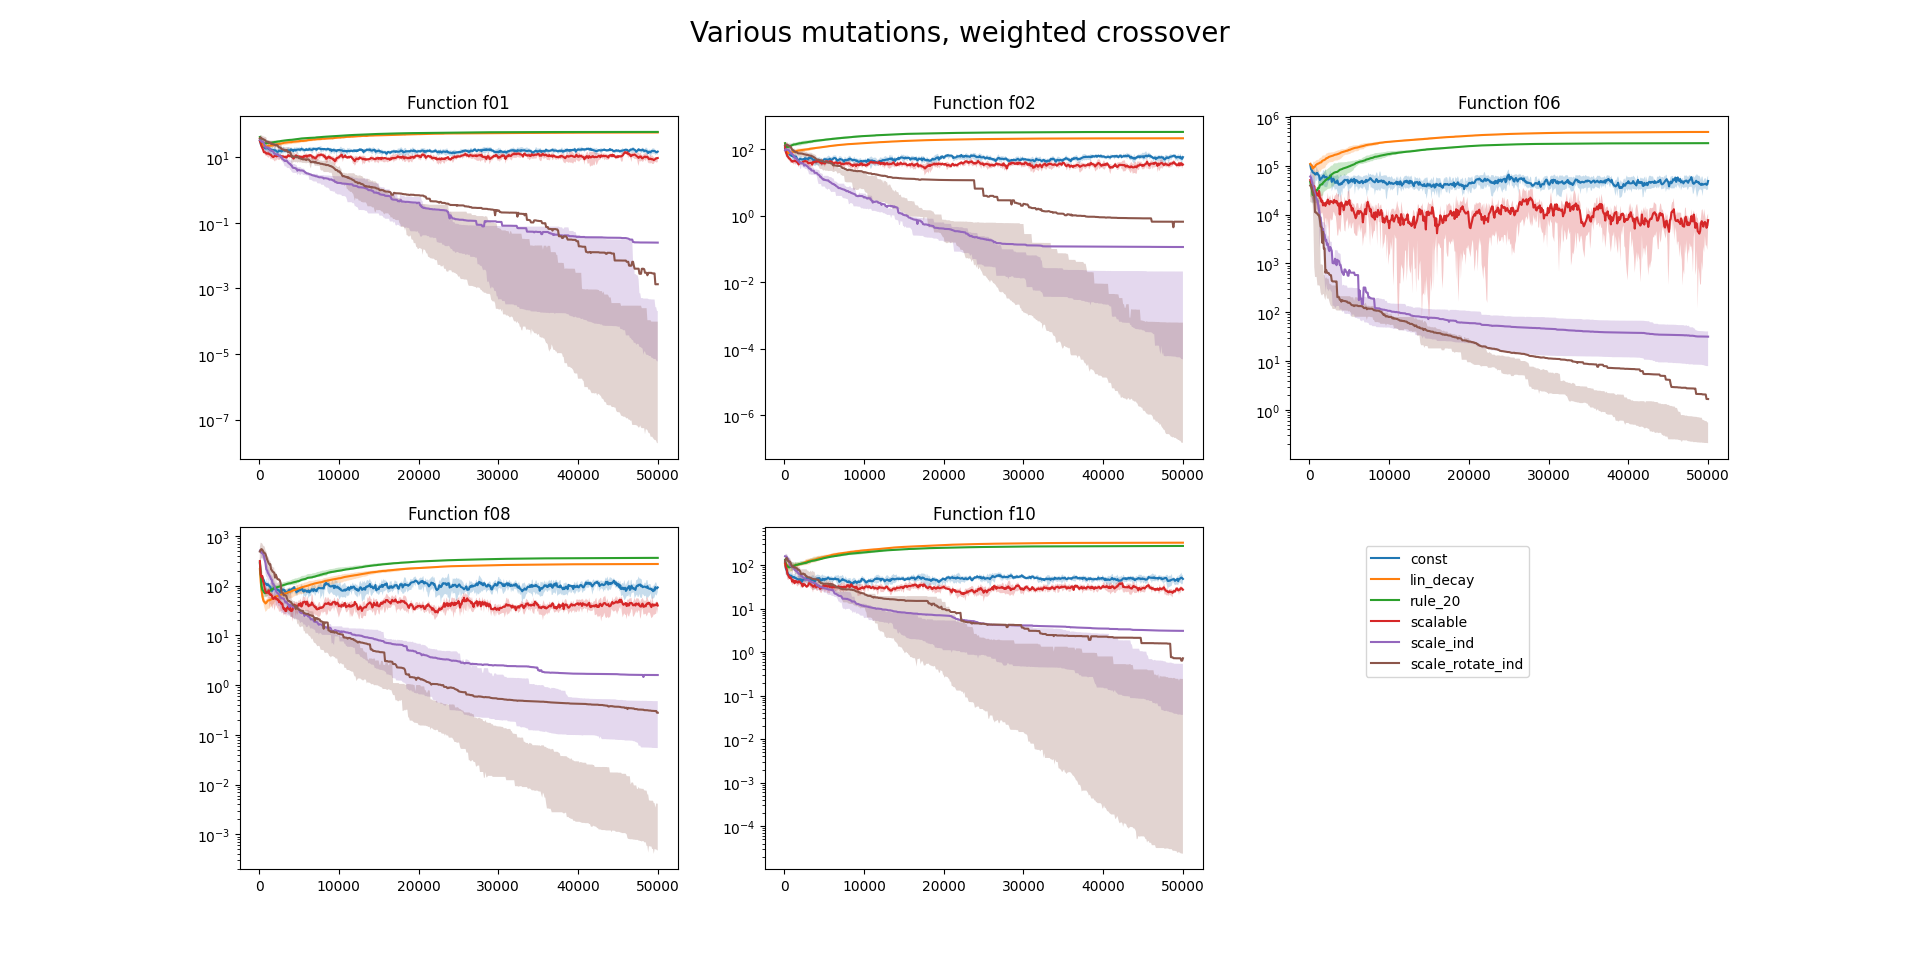 Various mutations, weighted crossover
Function f01
10^1
10^-1
10^-3
10^-5
10^-7
0 10000 20000 30000 40000 50000
Function f02
10^2
10^0
10^-2
10^-4
10^-6
0 10000 20000 30000 40000 50000
Function f06
10^6
10^5
10^4
10^3
10^2
10^1
10^0
0 10000 20000 30000 40000 50000
Function f08
10^3
10^2
10^1
10^0
10^-1
10^-2
10^-3
0 10000 20000 30000 40000 50000
Function f10
10^2
10^1
10^0
10^-1
10^-2
10^-3
10^-4
0 10000 20000 30000 40000 50000
const
lin_decay
rule_20
scalable
scale_ind
scale_rotate_ind